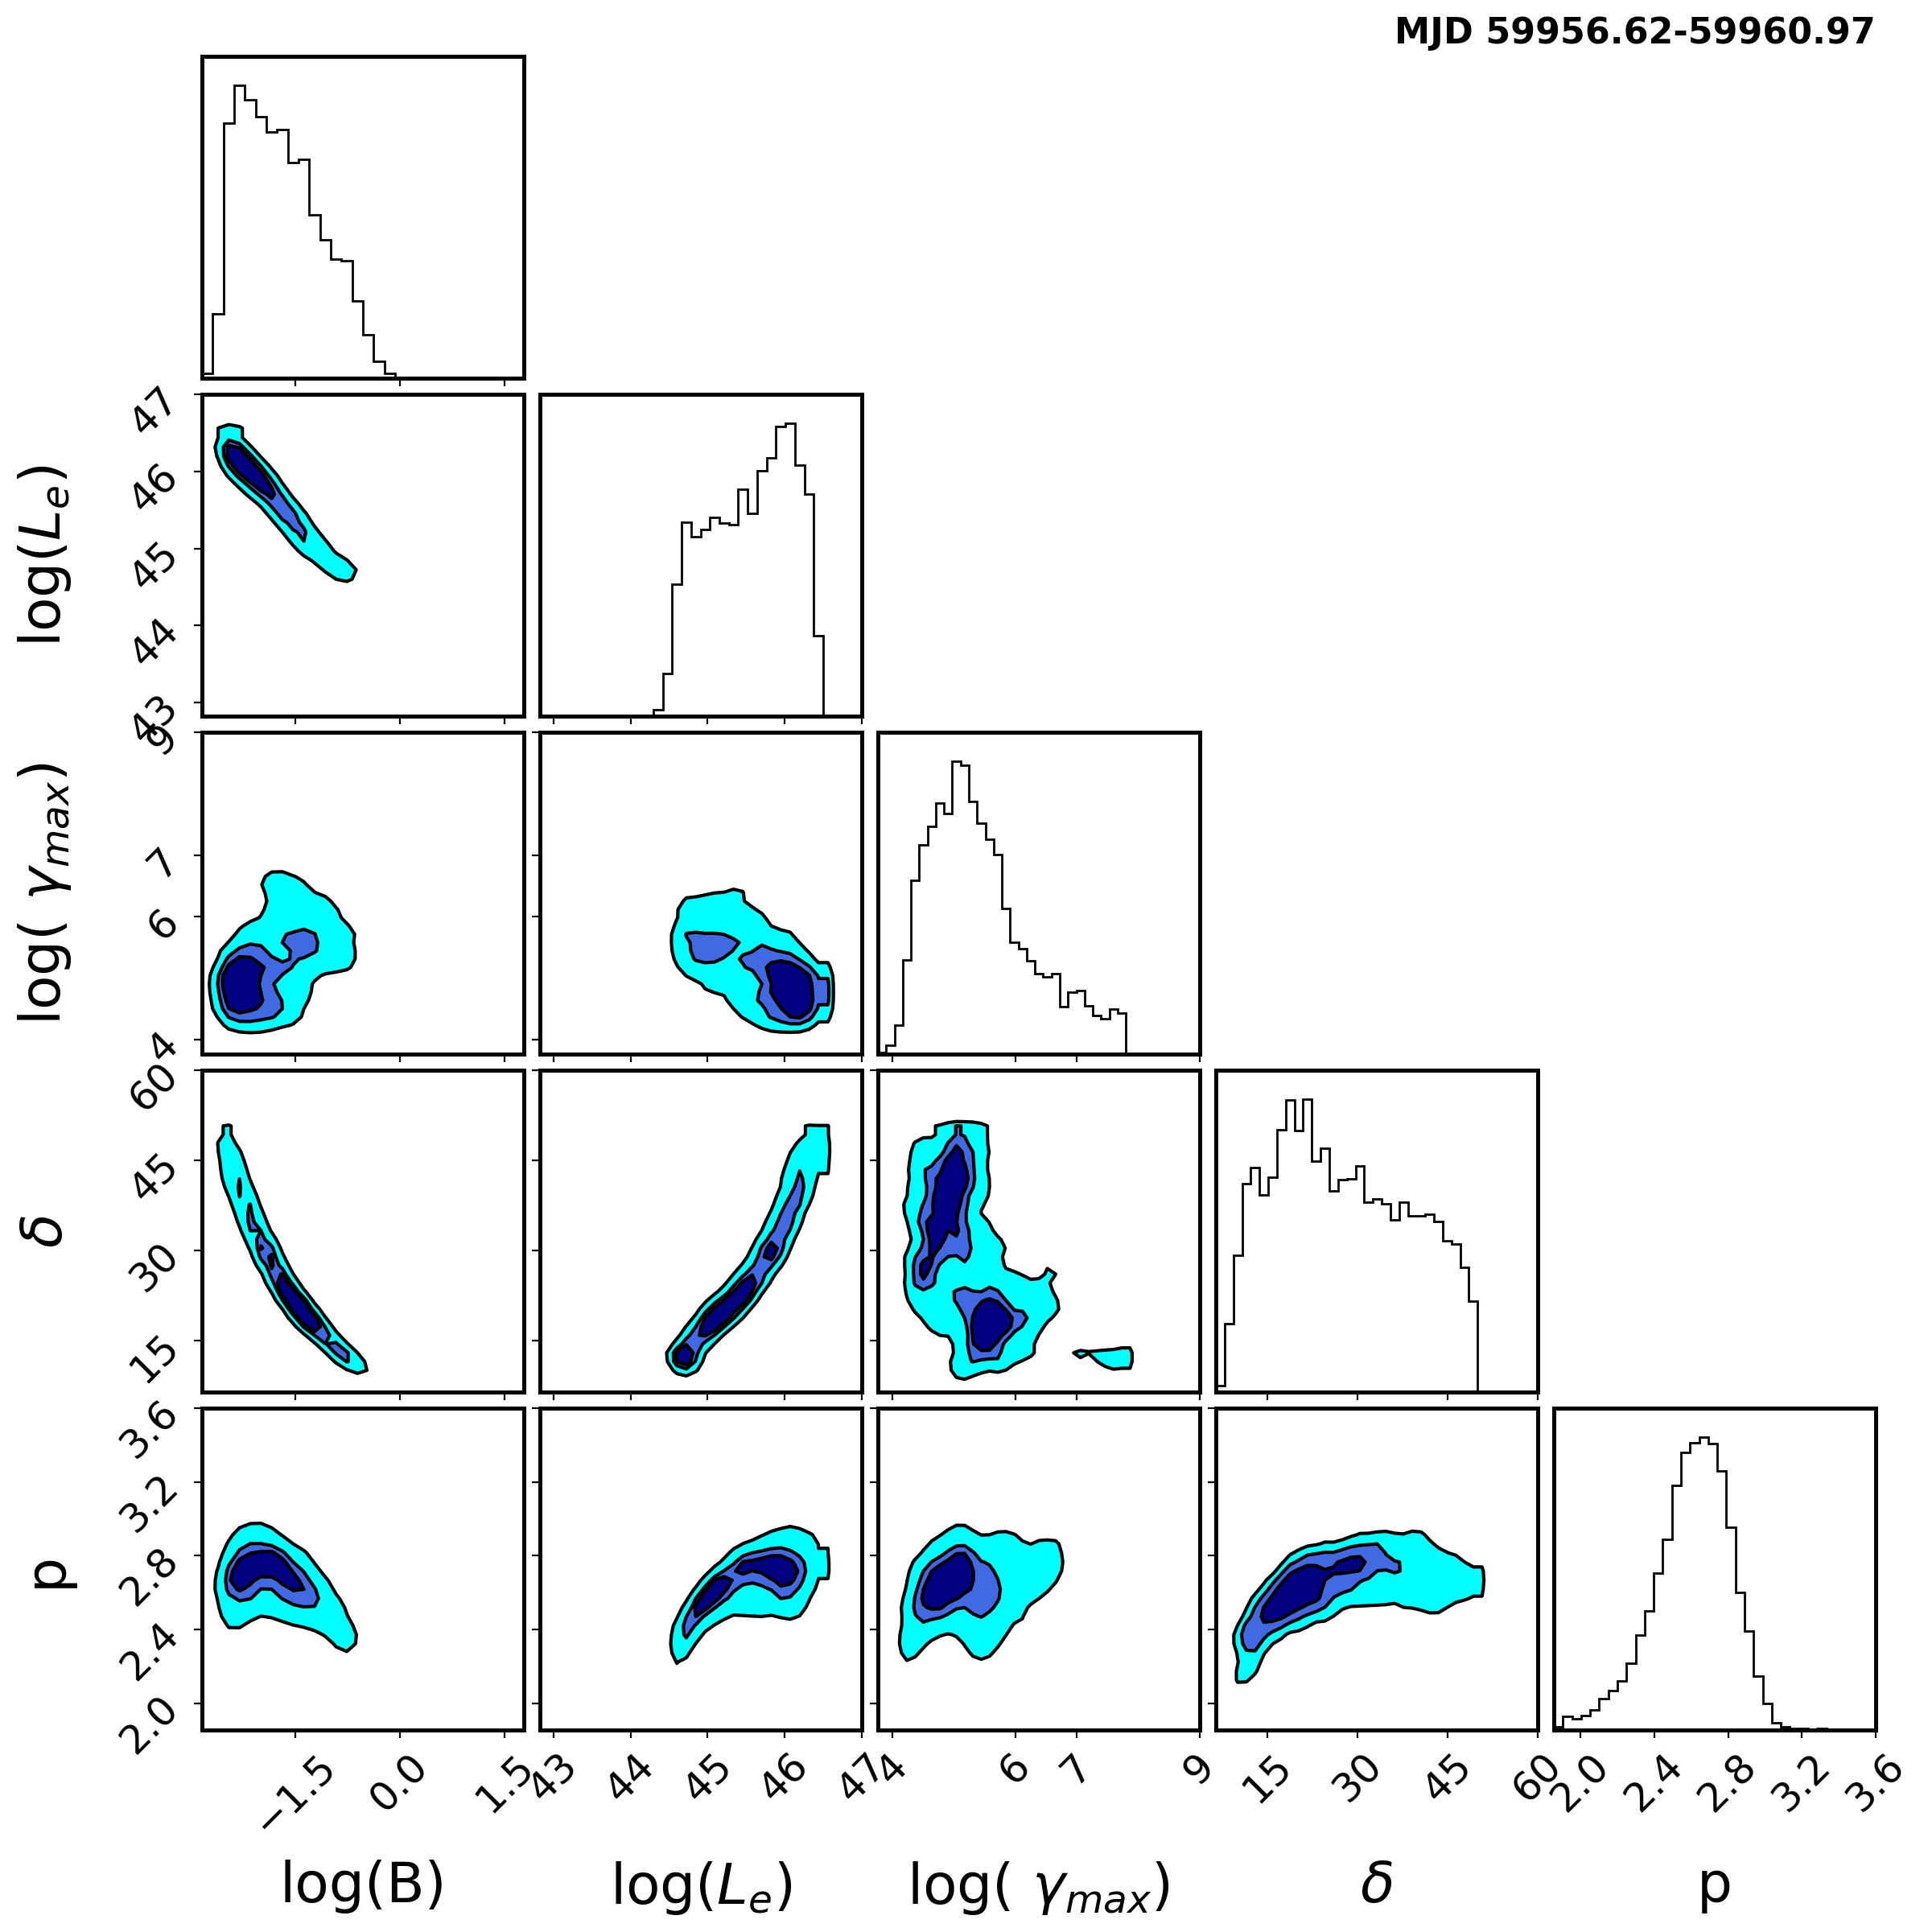 MJD 59956.62-59960.97
47
46
45
44
43
log(Lₑ)
9
7
6
4
log( γₘₐₓ)
60
45
30
15
δ
3.6
3.2
2.8
2.4
2.0
p
−1.5 0.0 1.5 43 44 45 46 47 4 6 7 9 15 30 45 60 2.0 2.4 2.8 3.2 3.6
log(B) log(Lₑ) log( γₘₐₓ) δ p